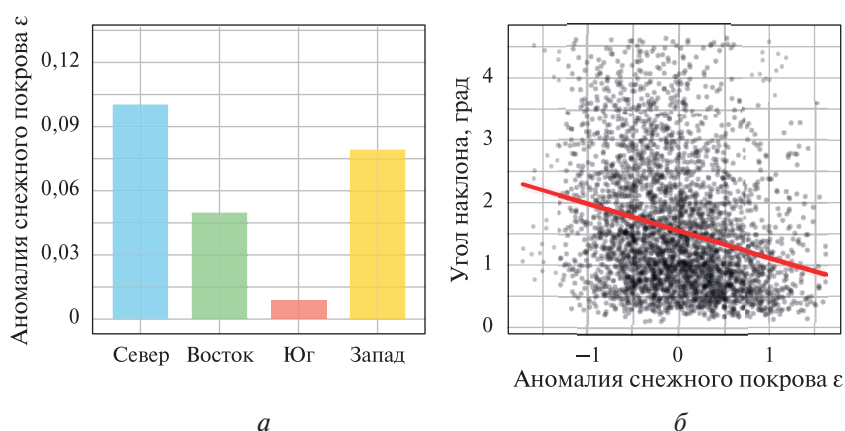 Аномалия снежного покрова ε
0,12
0,09
0,06
0,03
0
Север Восток Юг Запад
а
Угол наклона, град
4
3
2
1
0
−1 0 1
Аномалия снежного покрова ε
б